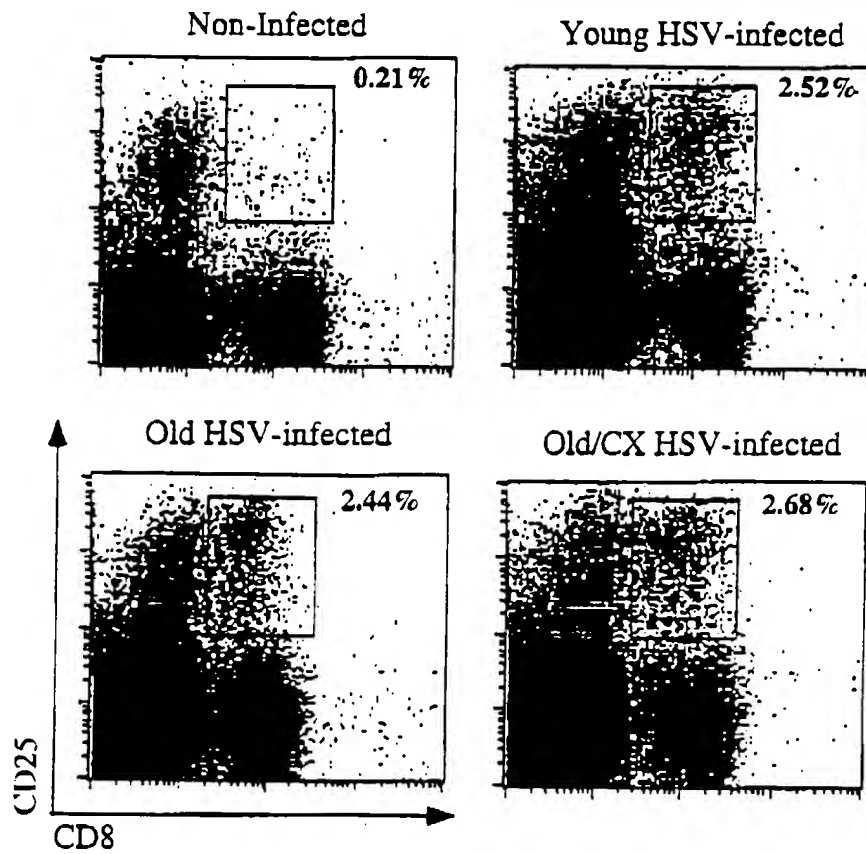 Non-Infected
0.21%
Young HSV-infected
2.52%
Old HSV-infected
2.44%
Old/CX HSV-infected
2.68%
CD25
CD8